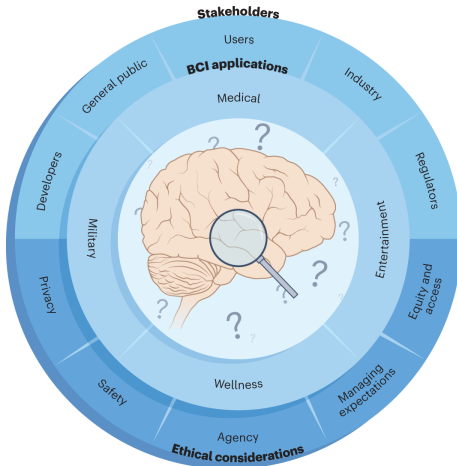 Stakeholders
Users
General public
Industry
Developers
Regulators
BCI applications
Medical
Military
Entertainment
Wellness
Privacy
Equity and
access
Safety
Managing
expectations
Agency
Ethical considerations
?
?
?
?
?
?
?
?
?
?
?